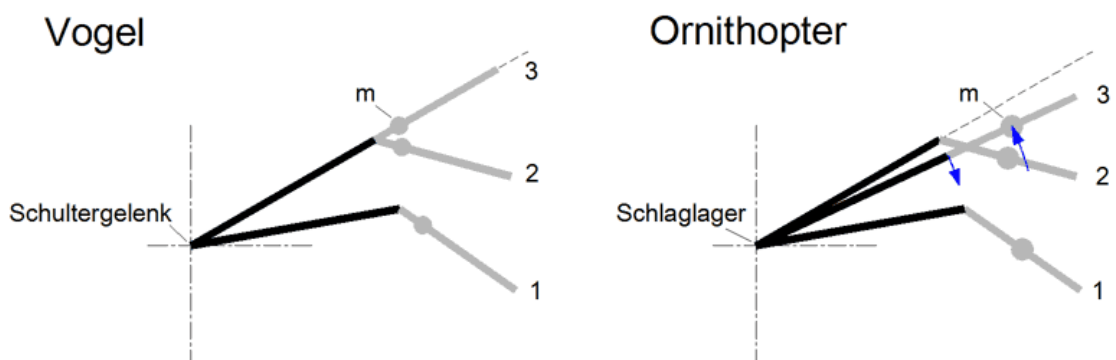 Vogel
m
3
2
Schultergelenk
1
Ornithopter
m
3
2
Schlaglager
1